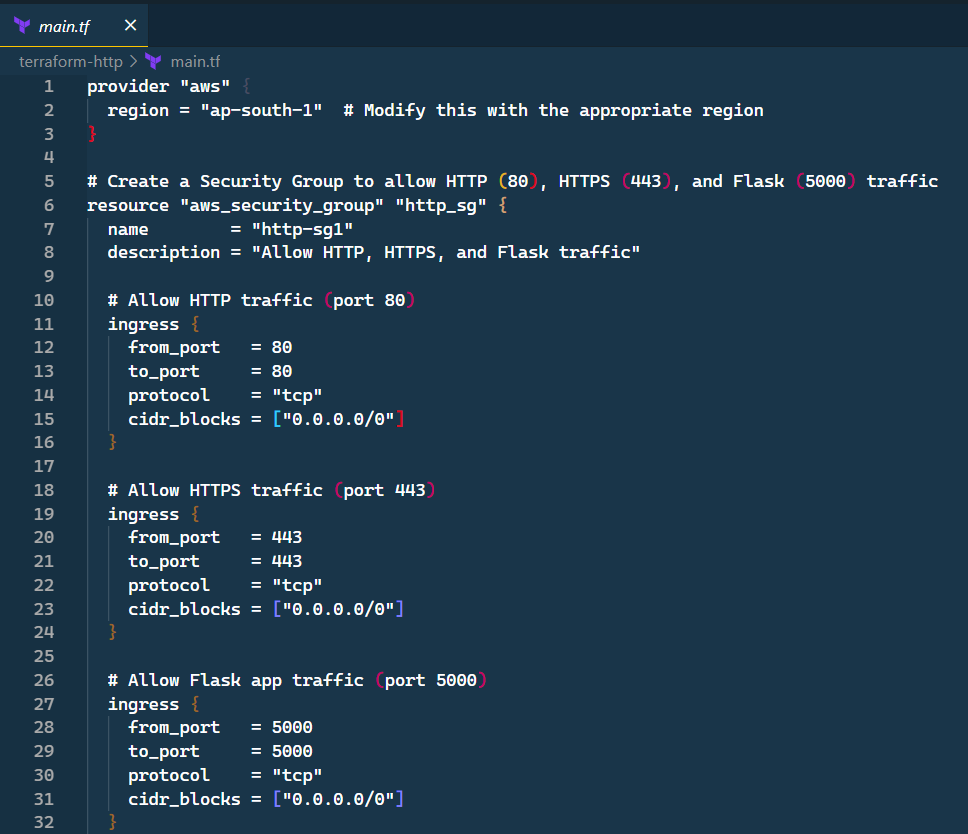 main.tf ×
terraform-http > main.tf
1 provider "aws" {
2   region = "ap-south-1"  # Modify this with the appropriate region
3 }
4
5 # Create a Security Group to allow HTTP (80), HTTPS (443), and Flask (5000) traffic
6 resource "aws_security_group" "http_sg" {
7   name        = "http-sg1"
8   description = "Allow HTTP, HTTPS, and Flask traffic"
9
10   # Allow HTTP traffic (port 80)
11   ingress {
12     from_port   = 80
13     to_port     = 80
14     protocol    = "tcp"
15     cidr_blocks = ["0.0.0.0/0"]
16   }
17
18   # Allow HTTPS traffic (port 443)
19   ingress {
20     from_port   = 443
21     to_port     = 443
22     protocol    = "tcp"
23     cidr_blocks = ["0.0.0.0/0"]
24   }
25
26   # Allow Flask app traffic (port 5000)
27   ingress {
28     from_port   = 5000
29     to_port     = 5000
30     protocol    = "tcp"
31     cidr_blocks = ["0.0.0.0/0"]
32   }